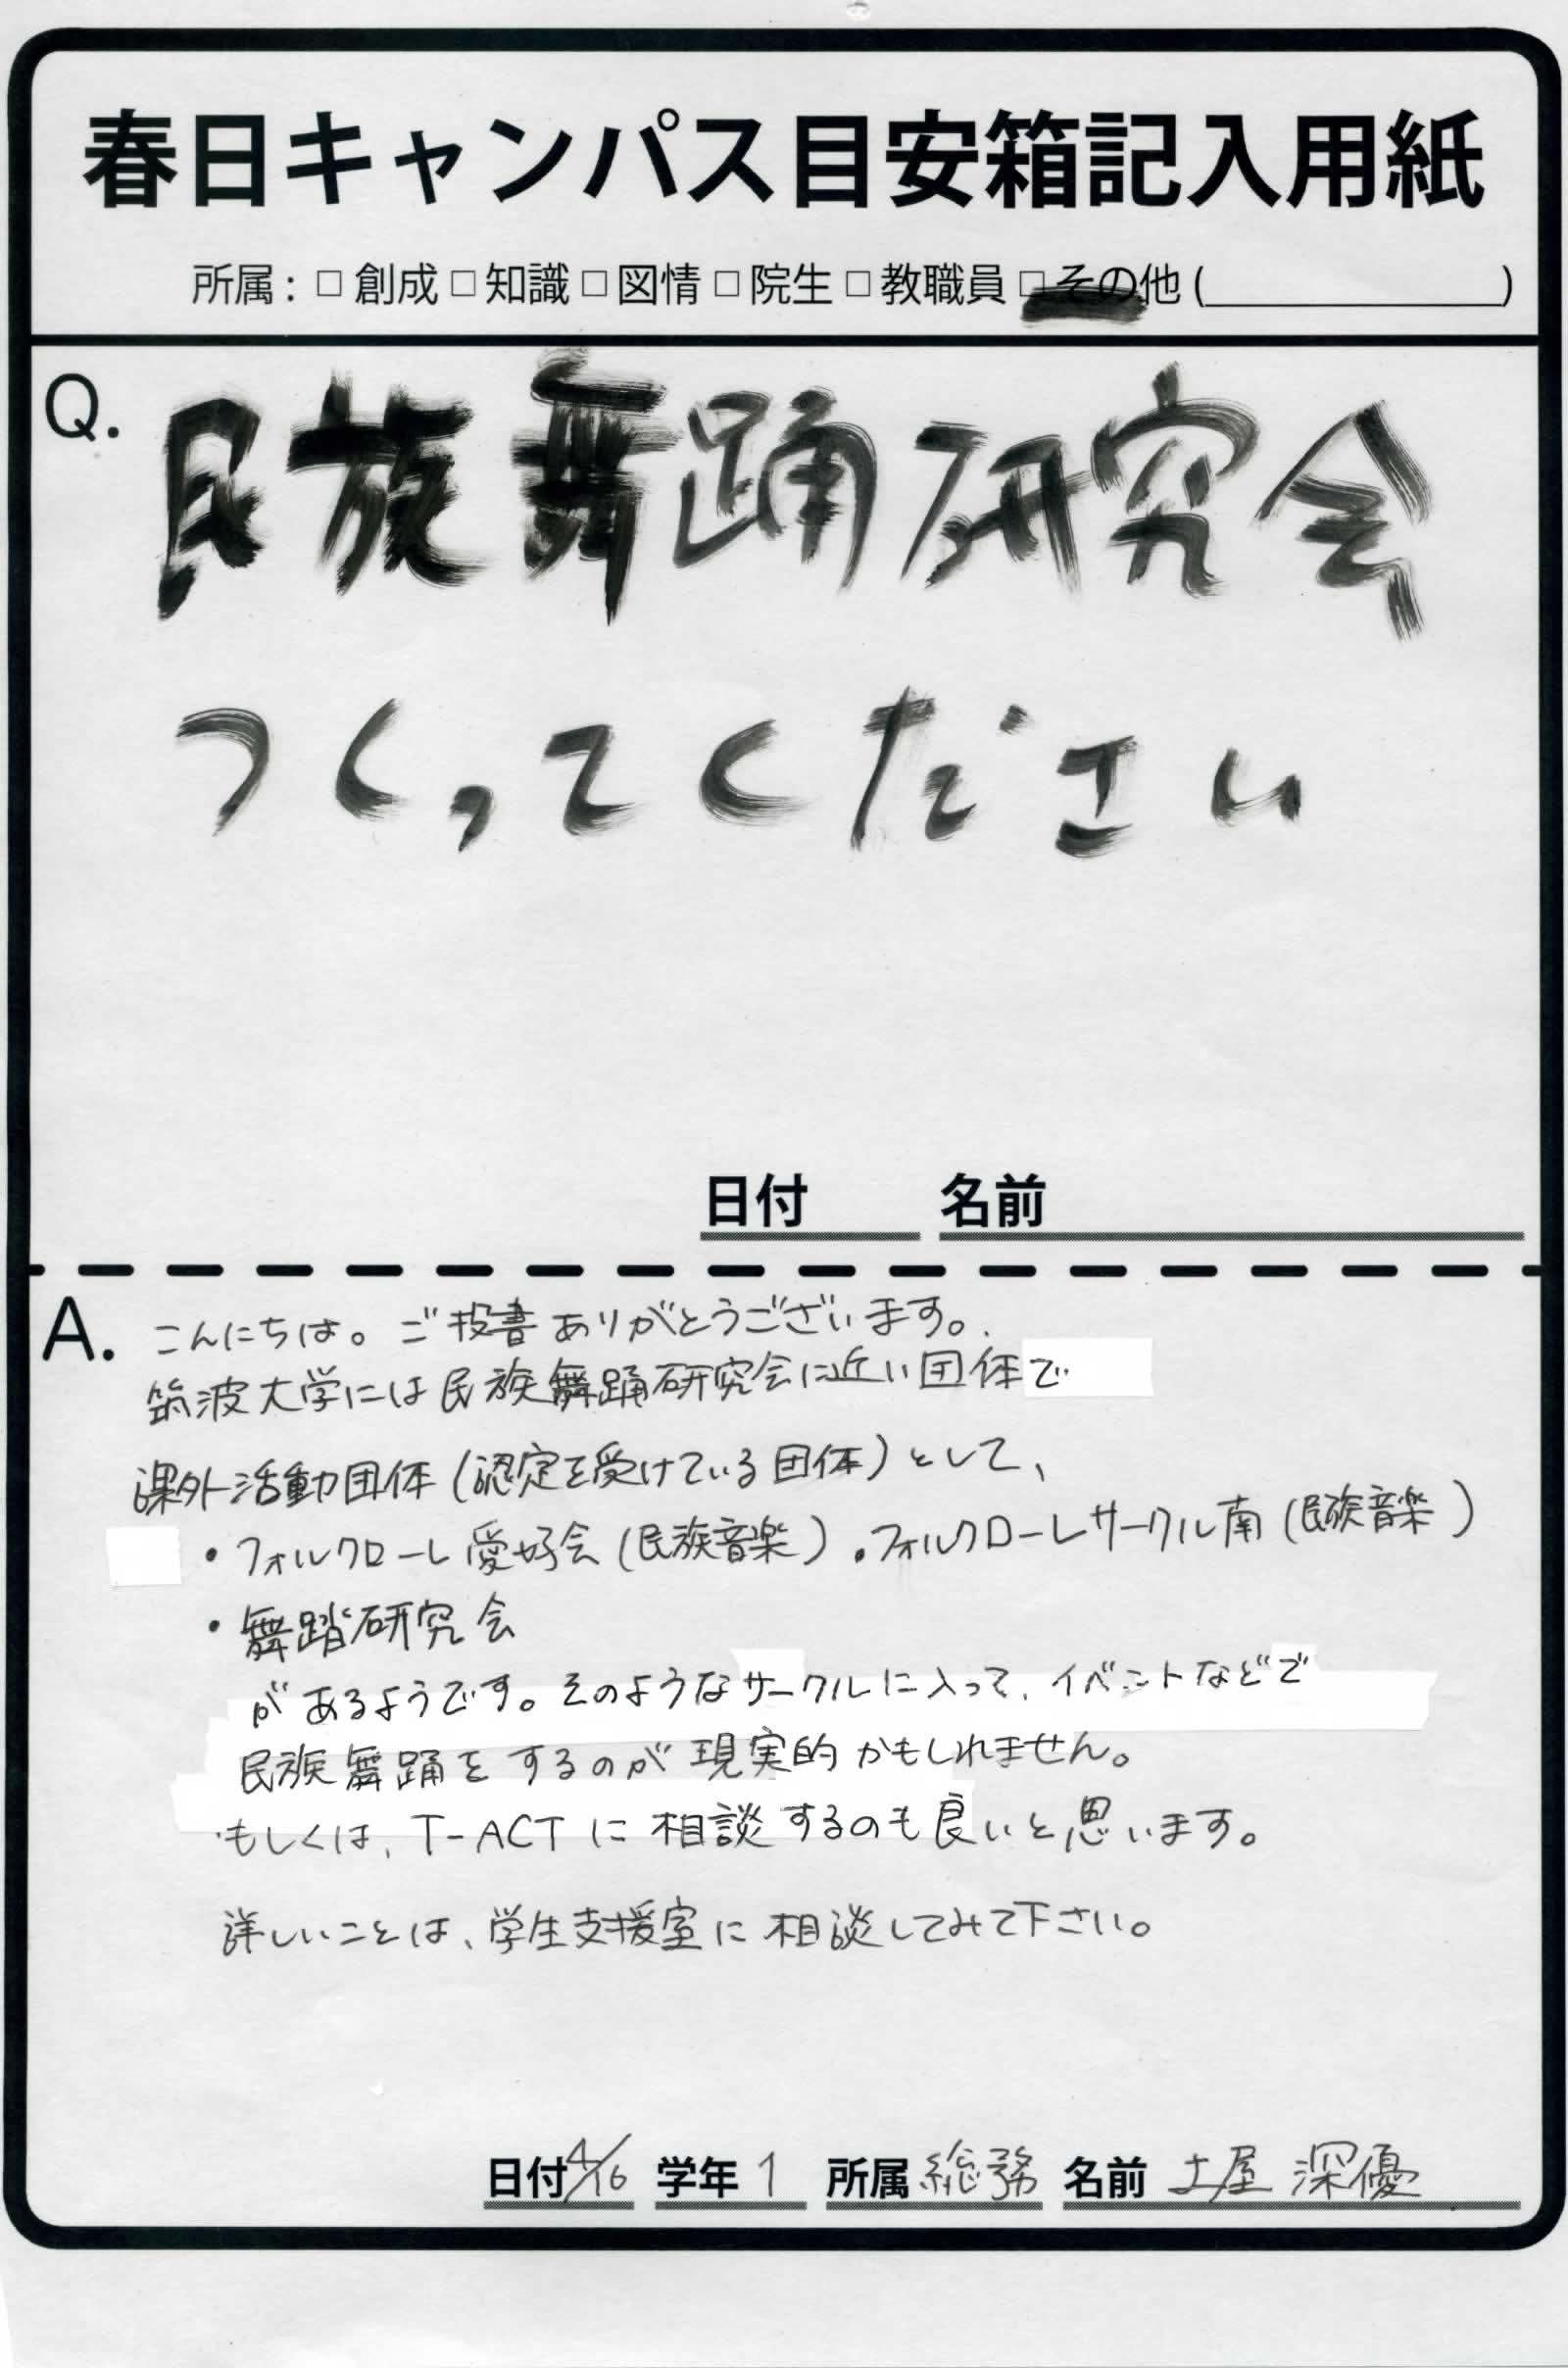 春日キャンパス目安箱記入用紙
所属：□ 創成 □ 知識 □ 図情 □ 院生 □ 教職員 □ その他 (　　　　　　)
Q.
民族舞踊研究会
つくってください
日付　　名前
A.
こんにちは。ご投書ありがとうございます。
筑波大学には民族舞踊研究会に近い団体で
課外活動団体(認定を受けている団体)として、
・フォルクローレ愛好会(民族音楽) ・フォルクローレサークル南(民族音楽)
・舞踏研究会
があるようです。そのようなサークルに入って、イベントなどで
民族舞踊をするのが現実的かもしれません。
もしくは、T-ACTに相談するのも良いと思います。
詳しいことは、学生支援室に相談してみて下さい。
日付 4/16 学年 1 所属 総務 名前 土屋 深優